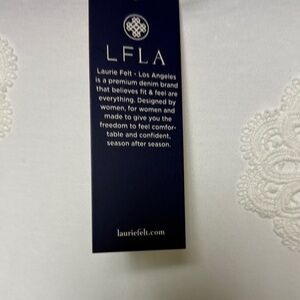 LFLA
Laurie Felt • Los Angeles
is a premium denim brand
that believes fit & feel are
everything. Designed by
women, for women and
made to give you the
freedom to feel comfor-
table and confident,
season after season.
lauriefelt.com